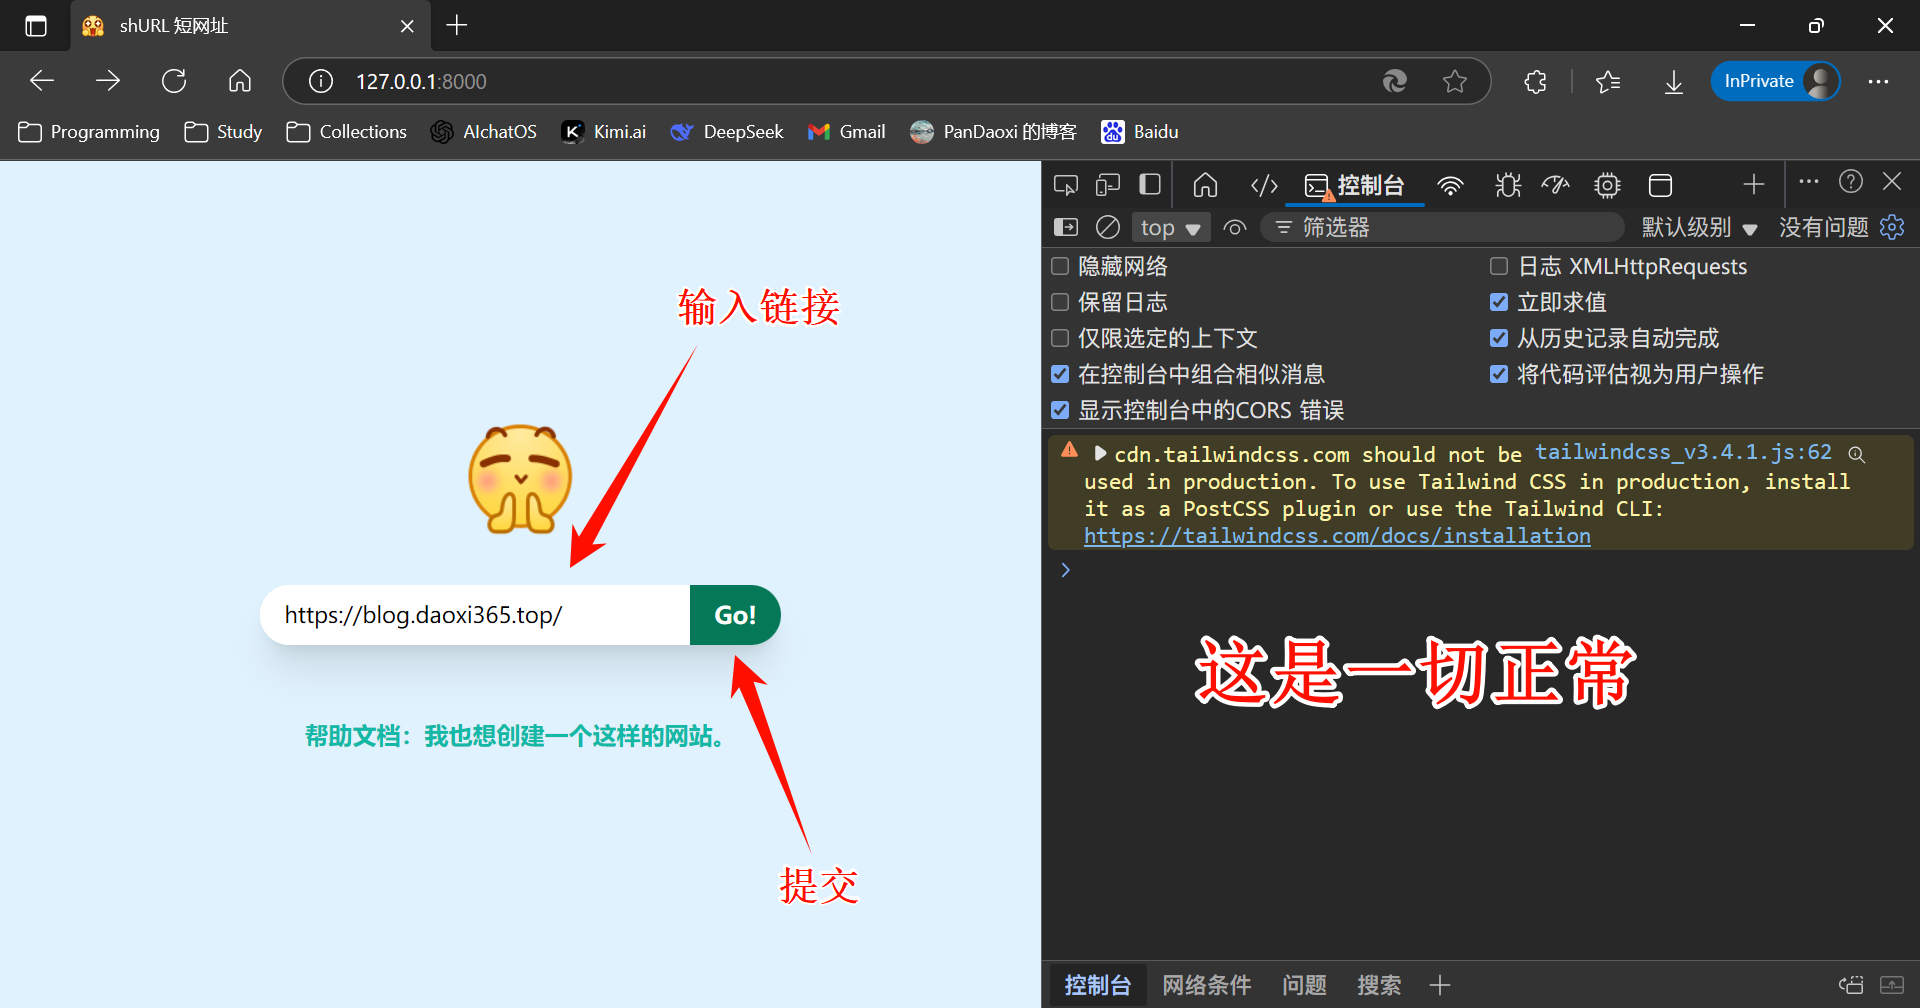 shURL 短网址
127.0.0.1:8000
InPrivate
Programming
Study
Collections
AIchatOS
Kimi.ai
DeepSeek
Gmail
PanDaoxi 的博客
Baidu
输入链接
https://blog.daoxi365.top/
Go!
帮助文档：我也想创建一个这样的网站。
提交
控制台
top
筛选器
默认级别
没有问题
隐藏网络
日志 XMLHttpRequests
保留日志
立即求值
仅限选定的上下文
从历史记录自动完成
在控制台中组合相似消息
将代码评估视为用户操作
显示控制台中的CORS 错误
cdn.tailwindcss.com should not be tailwindcss_v3.4.1.js:62
used in production. To use Tailwind CSS in production, install
it as a PostCSS plugin or use the Tailwind CLI:
https://tailwindcss.com/docs/installation
这是一切正常
控制台
网络条件
问题
搜索